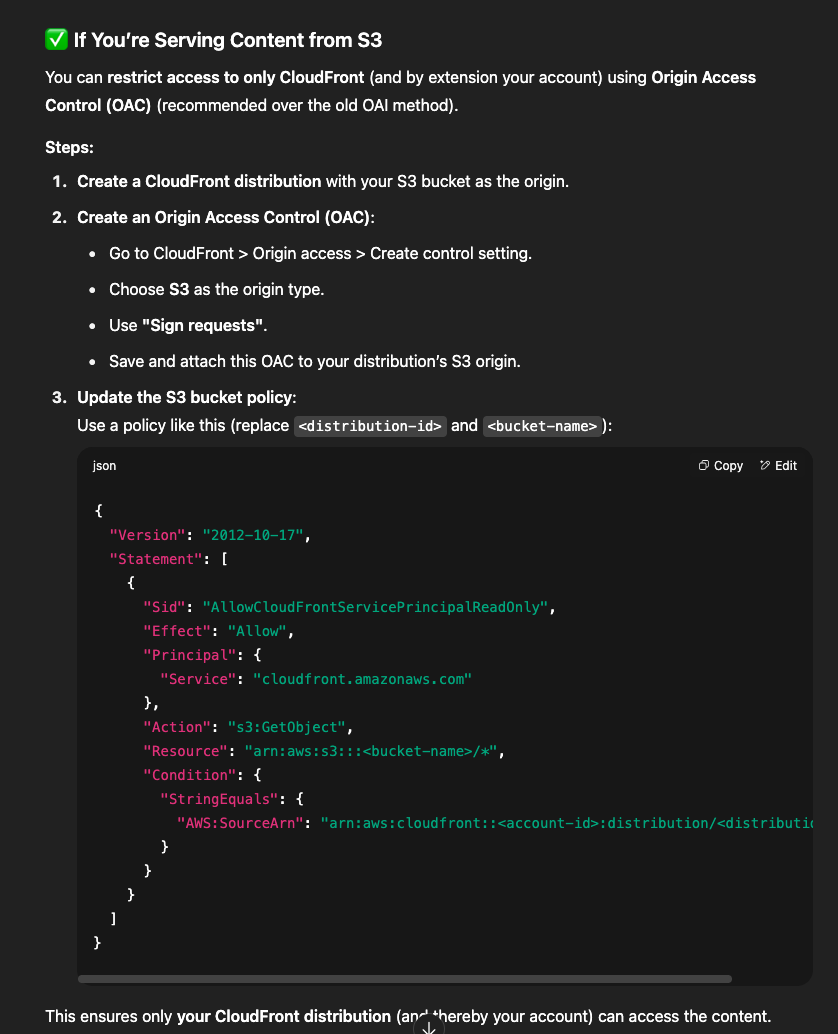 ✅ If You’re Serving Content from S3
You can restrict access to only CloudFront (and by extension your account) using Origin Access
Control (OAC) (recommended over the old OAI method).
Steps:
1. Create a CloudFront distribution with your S3 bucket as the origin.
2. Create an Origin Access Control (OAC):
• Go to CloudFront > Origin access > Create control setting.
• Choose S3 as the origin type.
• Use "Sign requests".
• Save and attach this OAC to your distribution’s S3 origin.
3. Update the S3 bucket policy:
Use a policy like this (replace <distribution-id> and <bucket-name>):
json Copy Edit
{
  "Version": "2012-10-17",
  "Statement": [
    {
      "Sid": "AllowCloudFrontServicePrincipalReadOnly",
      "Effect": "Allow",
      "Principal": {
        "Service": "cloudfront.amazonaws.com"
      },
      "Action": "s3:GetObject",
      "Resource": "arn:aws:s3:::<bucket-name>/*",
      "Condition": {
        "StringEquals": {
          "AWS:SourceArn": "arn:aws:cloudfront::<account-id>:distribution/<distributi
        }
      }
    }
  ]
}
This ensures only your CloudFront distribution (and thereby your account) can access the content.